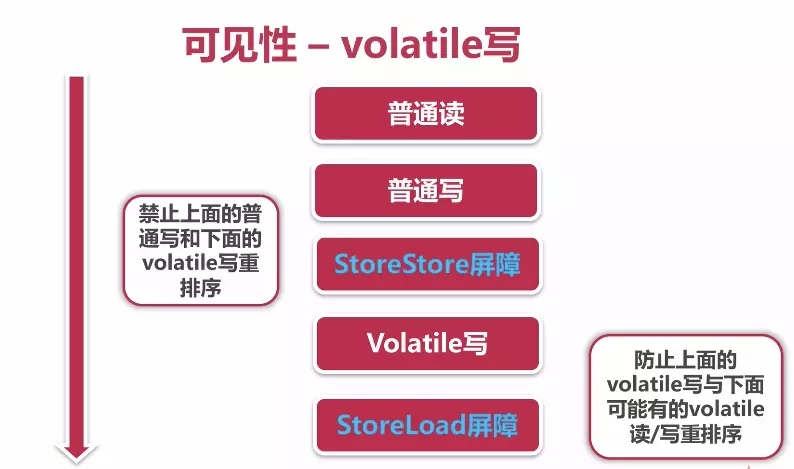 可见性 – volatile写
普通读
普通写
禁止上面的普
通写和下面的
volatile写重
排序
StoreStore屏障
Volatile写
防止上面的
volatile写与下面
可能有的volatile
读/写重排序
StoreLoad屏障